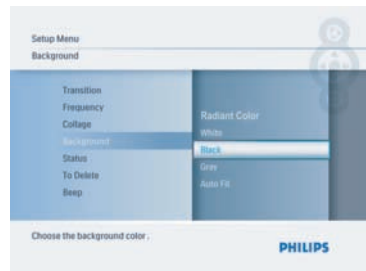 Setup Menu
Background
Transition
Frequency
Collage
Background
Status
To Delete
Beep
Radiant Color
White
Black
Gray
Auto Fit
Choose the background color.
PHILIPS